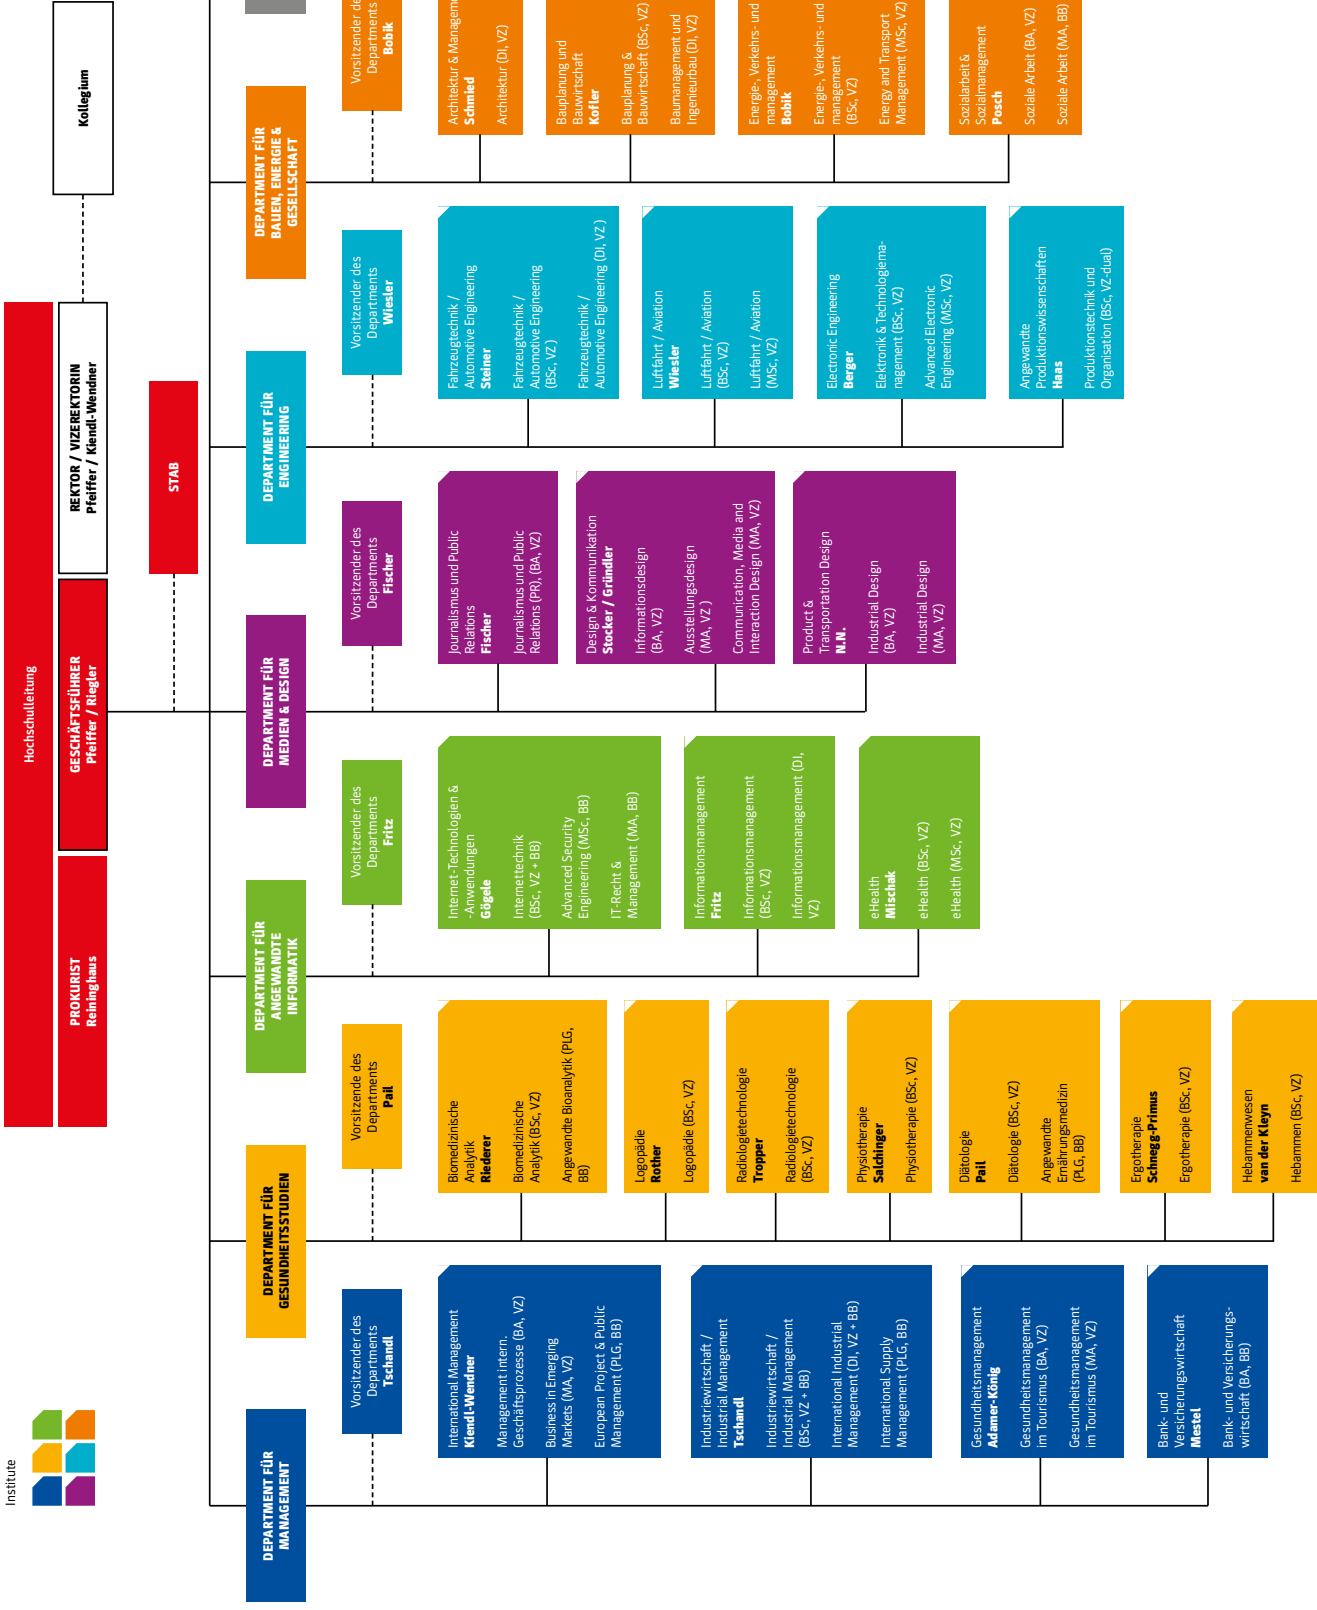 Institute
Hochschulleitung
PROKURIST
Reininghaus
GESCHÄFTSFÜHRER
Pfeiffer / Riegler
REKTOR / VIZEREKTORIN
Pfeiffer / Kiendl-Wendner
Kollegium
STAB
DEPARTMENT FÜR
MANAGEMENT
Vorsitzender des
Departments
Tschandl
International Management
Kiendl-Wendner
Management intern.
Geschäftsprozesse (BA, VZ)
Business in Emerging
Markets (MA, VZ)
European Project & Public
Management (PLG, BB)
Industriewirtschaft /
Industrial Management
Tschandl
Industriewirtschaft /
Industrial Management
(BSc, VZ + BB)
International Industrial
Management (DI, VZ + BB)
International Supply
Management (PLG, BB)
Gesundheitsmanagement
Adamer-König
Gesundheitsmanagement
im Tourismus (BA, VZ)
Gesundheitsmanagement
im Tourismus (MA, VZ)
Bank- und
Versicherungswirtschaft
Mestel
Bank- und Versicherungs-
wirtschaft (BA, BB)
DEPARTMENT FÜR
GESUNDHEITSSTUDIEN
Vorsitzende des
Departments
Pail
Biomedizinische
Analytik
Riederer
Biomedizinische
Analytik (BSc, VZ)
Angewandte Bioanalytik (PLG,
BB)
Logopädie
Rother
Logopädie (BSc, VZ)
Radiologietechnologie
Tropper
Radiologietechnologie
(BSc, VZ)
Physiotherapie
Salchinger
Physiotherapie (BSc, VZ)
Diätologie
Pail
Diätologie (BSc, VZ)
Angewandte
Ernährungsmedizin
(PLG, BB)
Ergotherapie
Schnegg-Primus
Ergotherapie (BSc, VZ)
Hebammenwesen
van der Kleyn
Hebammen (BSc, VZ)
DEPARTMENT FÜR
ANGEWANDTE
INFORMATIK
Vorsitzender des
Departments
Fritz
Internet-Technologien &
-Anwendungen
Gögele
Internettechnik
(BSc, VZ + BB)
Advanced Security
Engineering (MSc, BB)
IT-Recht &
Management (MA, BB)
Informationsmanagement
Fritz
Informationsmanagement
(BSc, VZ)
Informationsmanagement (DI,
VZ)
eHealth
Mischak
eHealth (BSc, VZ)
eHealth (MSc, VZ)
DEPARTMENT FÜR
MEDIEN & DESIGN
Vorsitzender des
Departments
Fischer
Journalismus und Public
Relations
Fischer
Journalismus und Public
Relations (PR), (BA, VZ)
Design & Kommunikation
Stocker / Gründler
Informationsdesign
(BA, VZ)
Ausstellungsdesign
(MA, VZ )
Communication, Media and
Interaction Design (MA, VZ)
Product &
Transportation Design
N.N.
Industrial Design
(BA, VZ)
Industrial Design
(MA, VZ)
DEPARTMENT FÜR
ENGINEERING
Vorsitzender des
Departments
Wiesler
Fahrzeugtechnik /
Automotive Engineering
Steiner
Fahrzeugtechnik /
Automotive Engineering
(BSc, VZ )
Fahrzeugtechnik /
Automotive Engineering (DI, VZ )
Luftfahrt / Aviation
Wiesler
Luftfahrt / Aviation
(BSc, VZ)
Luftfahrt / Aviation
(MSc, VZ)
Electronic Engineering
Berger
Elektronik & Technologiema-
nagement (BSc, VZ)
Advanced Electronic
Engineering (MSc, VZ)
Angewandte
Produktionswissenschaften
Haas
Produktionstechnik und
Organisation (BSc, VZ-dual)
DEPARTMENT FÜR
BAUEN, ENERGIE &
GESELLSCHAFT
Vorsitzender de
Departments
Bobik
Architektur & Manageme
Schmied
Architektur (DI, VZ)
Bauplanung und
Bauwirtschaft
Kofler
Bauplanung &
Bauwirtschaft (BSc, VZ)
Baumanagement und
Ingenieurbau (DI, VZ)
Energie-, Verkehrs- und
management
Bobik
Energie-, Verkehrs- und
management
(BSc, VZ)
Energy and Transport
Management (MSc, VZ)
Sozialarbeit &
Sozialmanagement
Posch
Soziale Arbeit (BA, VZ)
Soziale Arbeit (MA, BB)